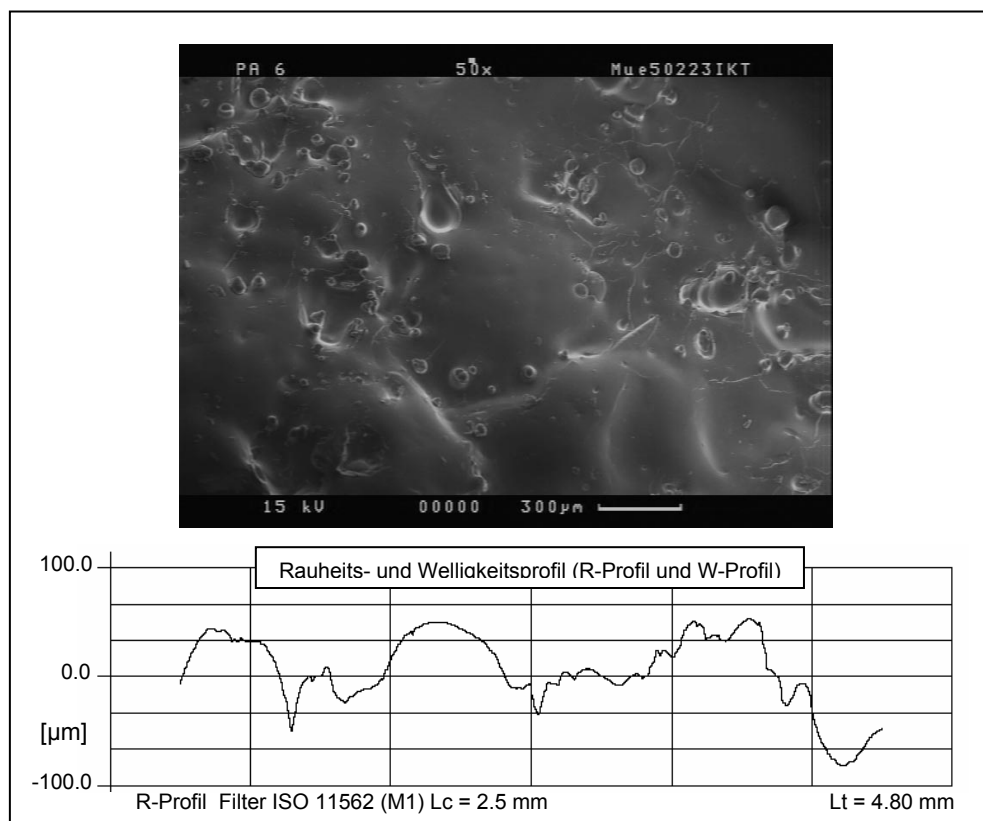 PA 6 50x Mue50223IKT
15 kV 00000 300µm
Rauheits- und Welligkeitsprofil (R-Profil und W-Profil)
100.0
0.0
[µm]
-100.0
R-Profil Filter ISO 11562 (M1) Lc = 2.5 mm Lt = 4.80 mm